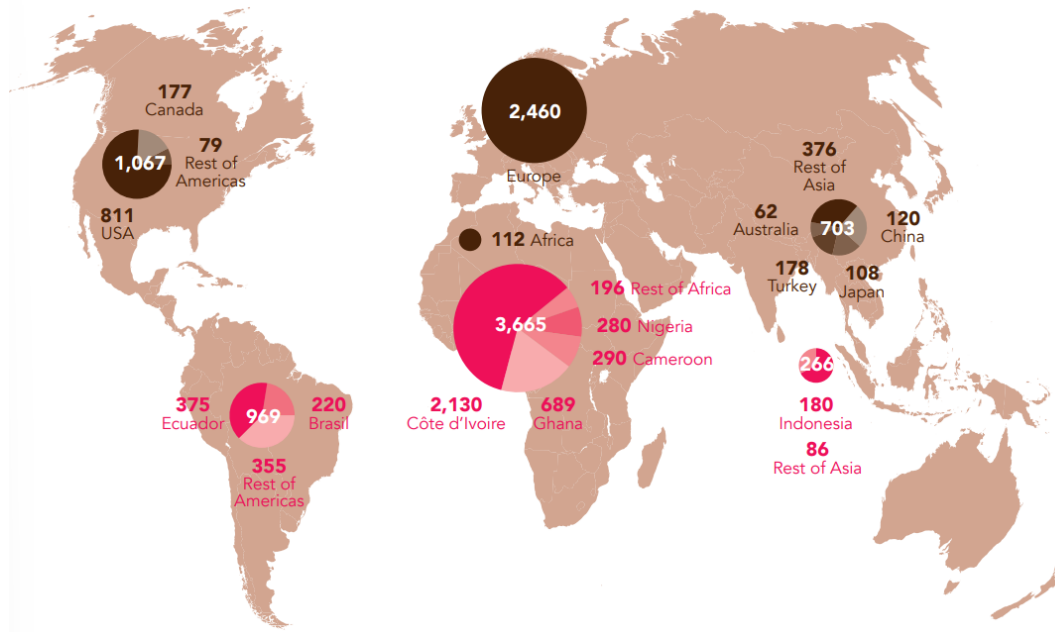 177
Canada
1,067
79
Rest of
Americas
811
USA
2,460
Europe
112 Africa
376
Rest of
Asia
62
Australia
703
120
China
178
Turkey
108
Japan
3,665
196 Rest of Africa
280 Nigeria
290 Cameroon
2,130
Côte d'Ivoire
689
Ghana
266
180
Indonesia
86
Rest of Asia
375
Ecuador
969
220
Brasil
355
Rest of
Americas